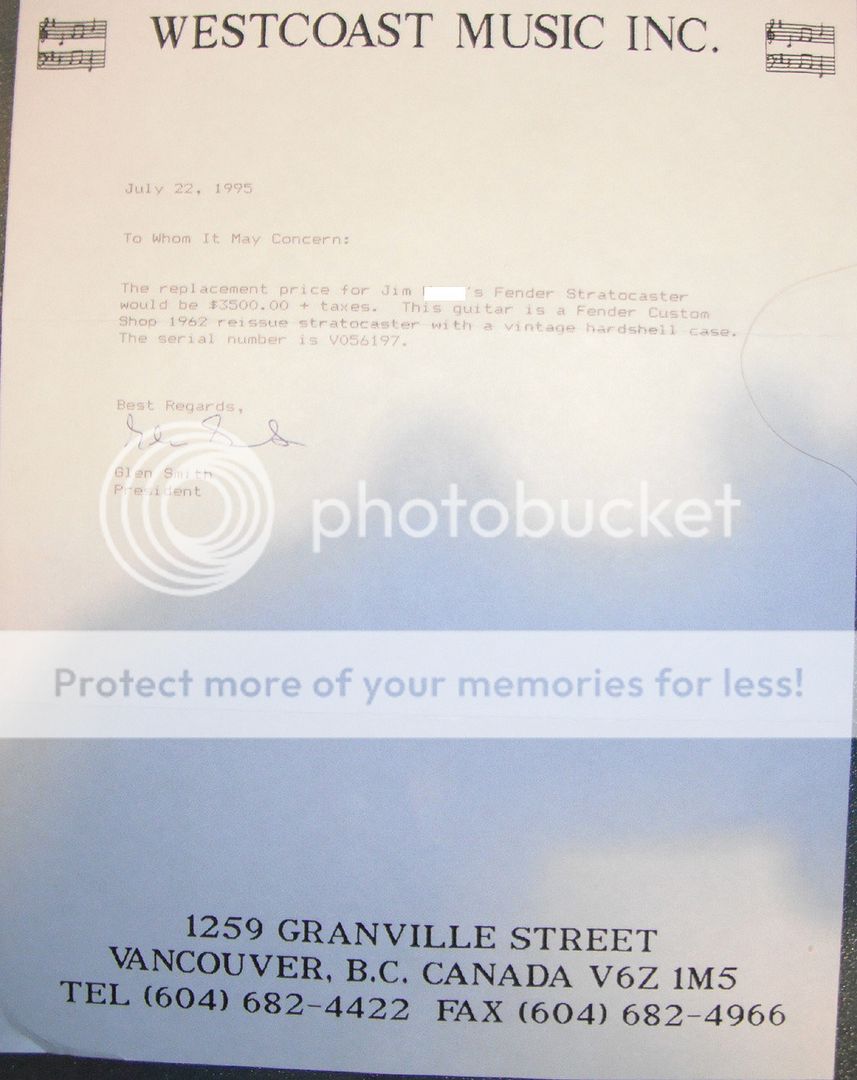 WESTCOAST MUSIC INC.
July 22, 1995
To Whom It May Concern:
The replacement price for Jim 's Fender Stratocaster
would be $3500.00 + taxes. This guitar is a Fender Custom
Shop 1962 reissue stratocaster with a vintage hardshell case.
The serial number is V056197.
Best Regards,
Glen Smith
President
photobucket
Protect more of your memories for less!
1259 GRANVILLE STREET
VANCOUVER, B.C. CANADA V6Z 1M5
TEL (604) 682-4422 FAX (604) 682-4966